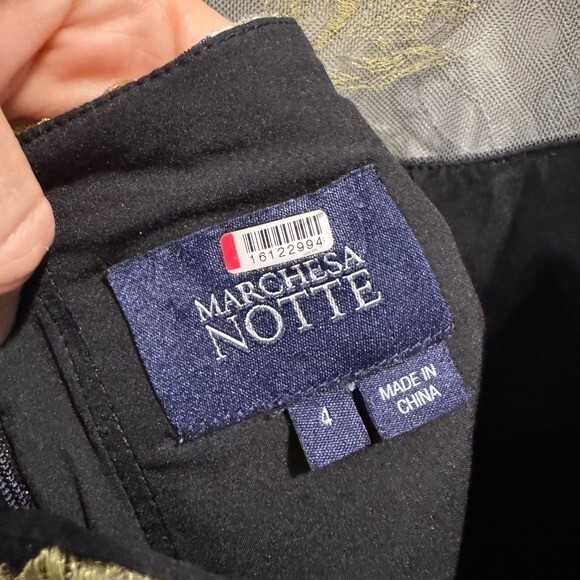 16122994
MARCHESA
NOTTE
4
MADE IN
CHINA